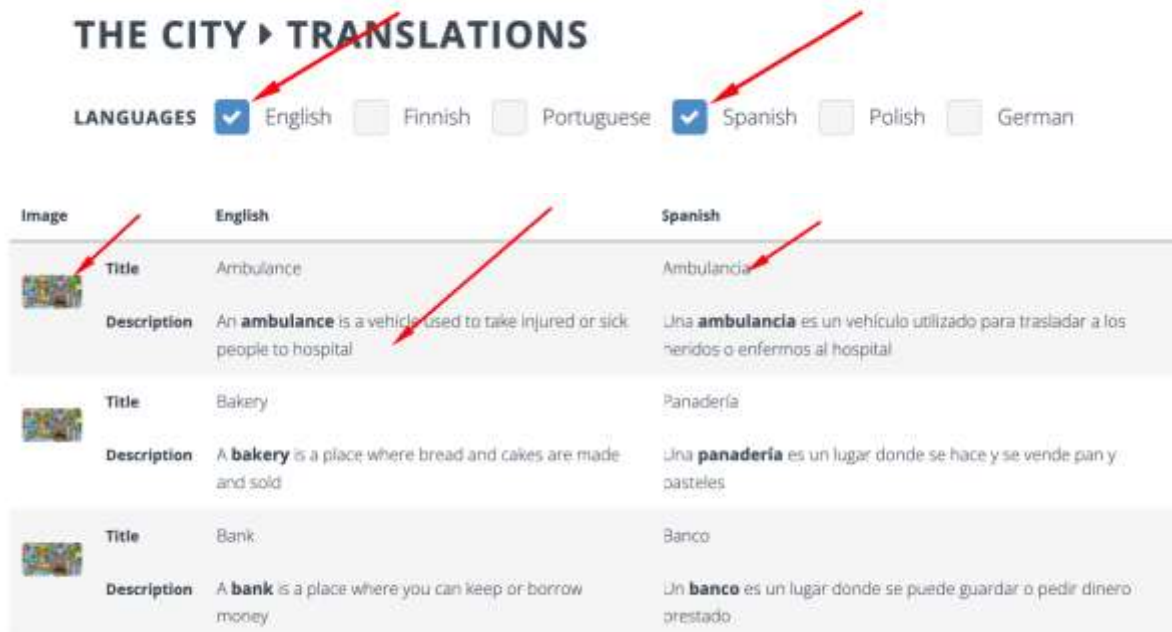 THE CITY ▸ TRANSLATIONS
LANGUAGES English Finnish Portuguese Spanish Polish German
Image English Spanish
Title Ambulance Ambulancia
Description An ambulance is a vehicle used to take injured or sick Una ambulancia es un vehículo utilizado para trasladar a los
people to hospital heridos o enfermos al hospital
Title Bakery Panadería
Description A bakery is a place where bread and cakes are made Una panadería es un lugar donde se hace y se vende pan y
and sold pasteles
Title Bank Banco
Description A bank is a place where you can keep or borrow Un banco es un lugar donde se puede guardar o pedir dinero
money prestado